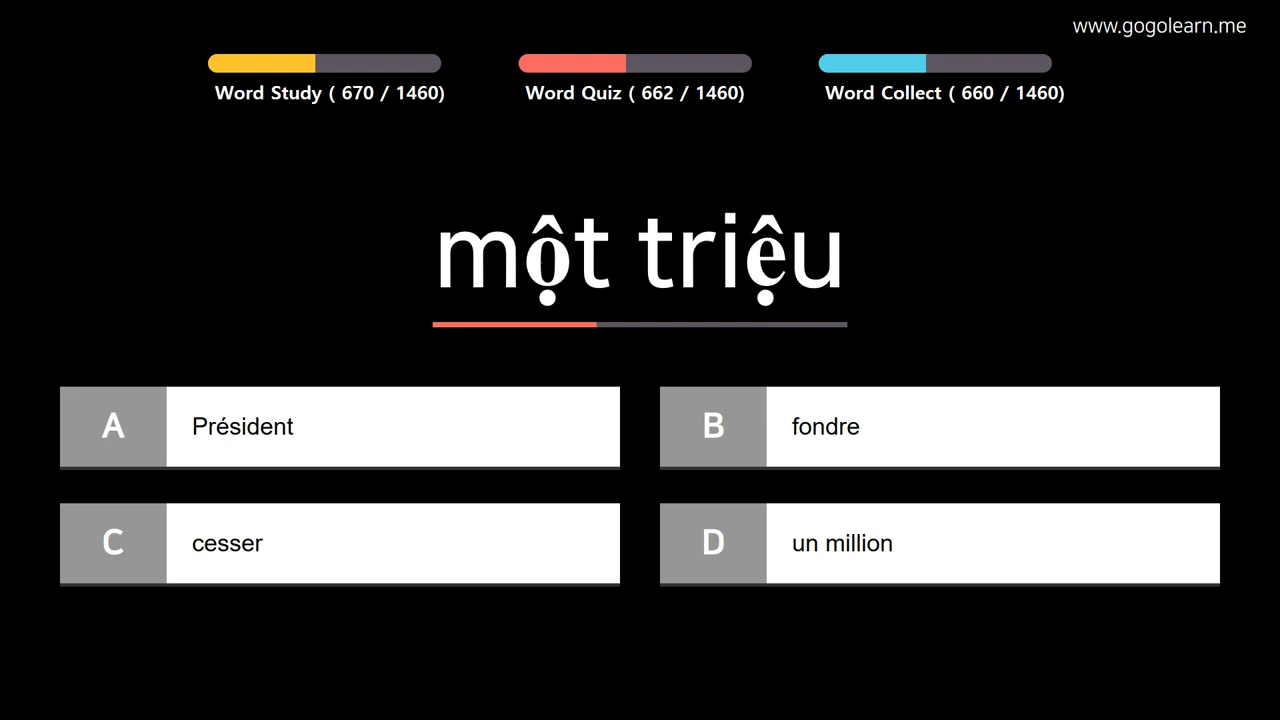 www.gogolearn.me
Word Study ( 670 / 1460)
Word Quiz ( 662 / 1460)
Word Collect ( 660 / 1460)
một triệu
A Président
B fondre
C cesser
D un million